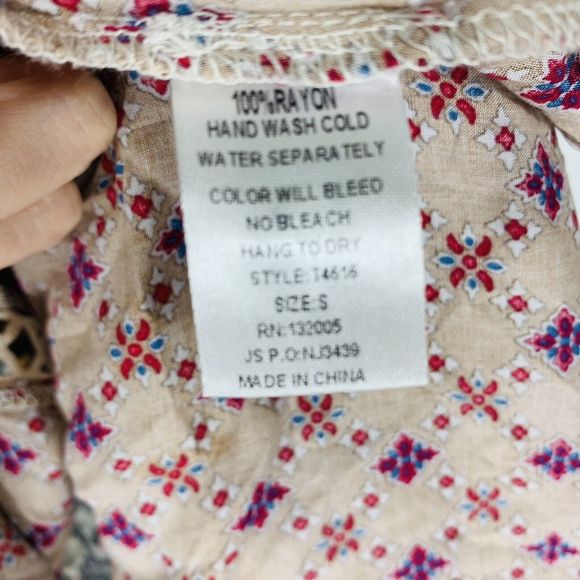 100%RAYON
HAND WASH COLD
WATER SEPARATELY
COLOR WILL BLEED
NO BLEACH
HANG TO DRY
STYLE:T4616
SIZE:S
RN:132005
JS P.O:NJ3439
MADE IN CHINA